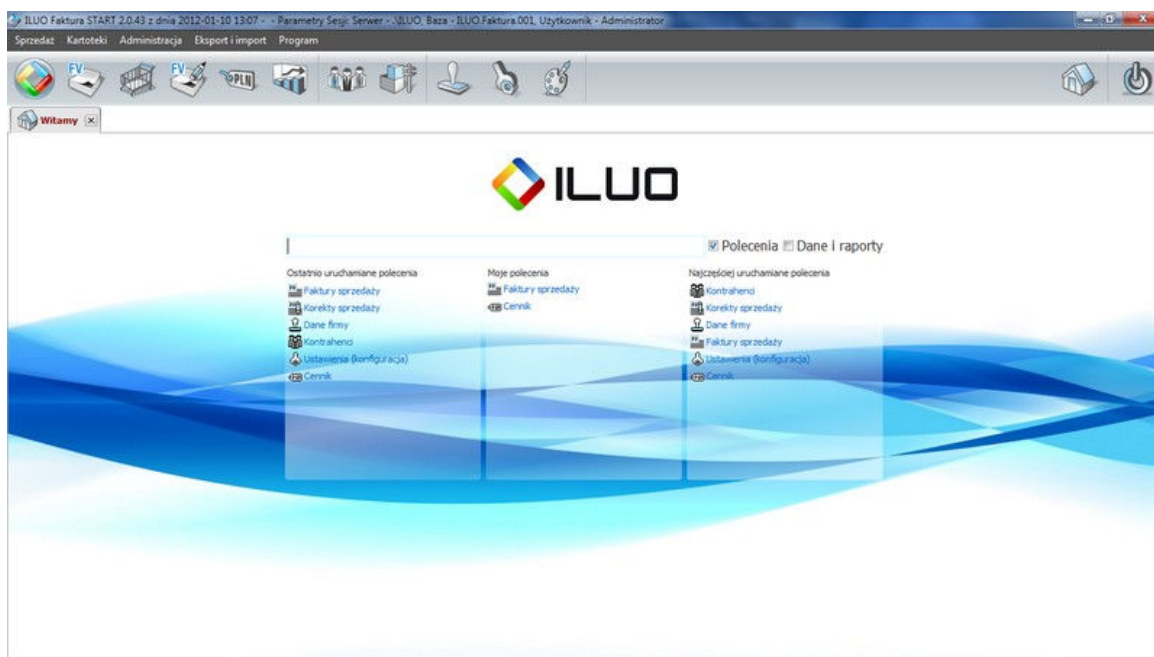 ILUO Faktura START 2.0.43 z dnia 2012-01-10 13:07 - - Parametry Sesji: Serwer - .\ILUO, Baza - ILUO.Faktura.001, Użytkownik - Administrator
Sprzedaż Kartoteki Administracja Eksport i import Program
FV FV PLN
Witamy
ILUO
Polecenia Dane i raporty
Ostatnio uruchamiane polecenia Moje polecenia Najczęściej uruchamiane polecenia
Faktury sprzedaży Faktury sprzedaży Kontrahenci
Korekty sprzedaży Cennik Korekty sprzedaży
Dane firmy Dane firmy
Kontrahenci Faktury sprzedaży
Ustawienia (konfiguracja) Ustawienia (konfiguracja)
Cennik Cennik